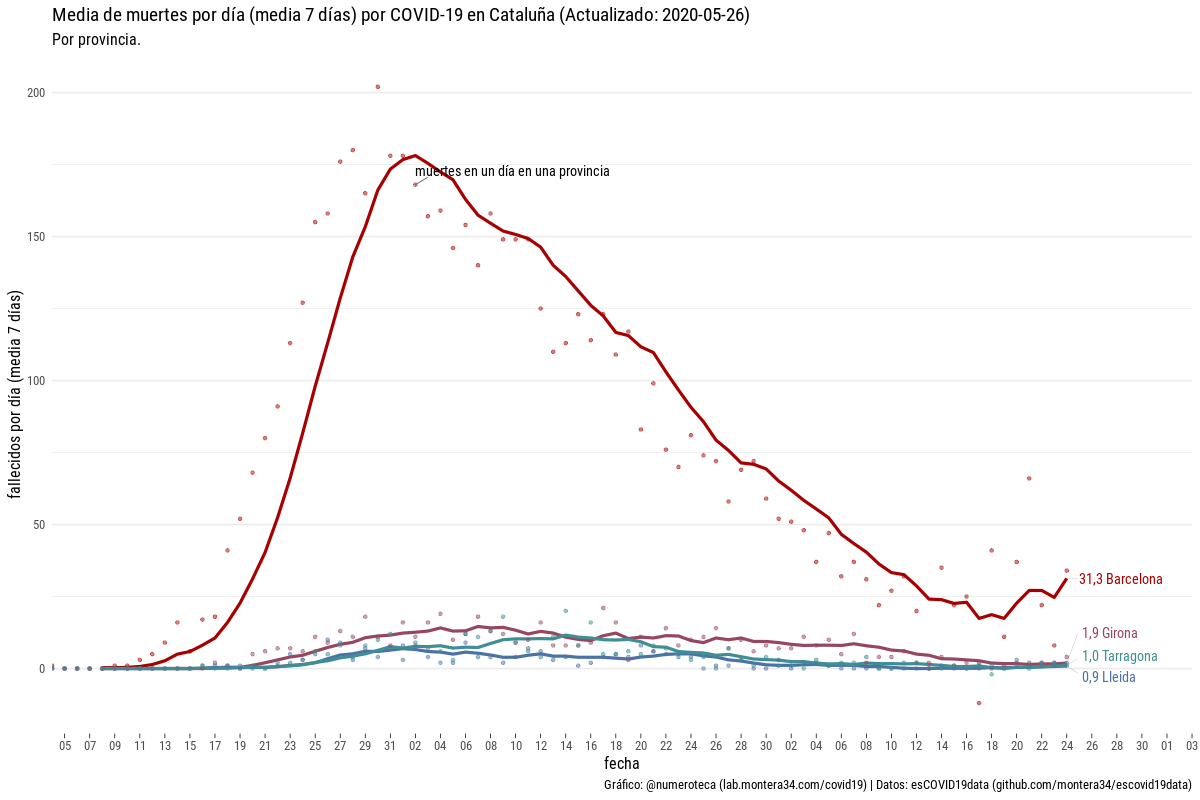 Media de muertes por día (media 7 días) por COVID-19 en Cataluña (Actualizado: 2020-05-26)
Por provincia.
fallecidos por día (media 7 días)
200
150
100
50
0
muertes en un día en una provincia
31,3 Barcelona
1,9 Girona
1,0 Tarragona
0,9 Lleida
05 07 09 11 13 15 17 19 21 23 25 27 29 31 02 04 06 08 10 12 14 16 18 20 22 24 26 28 30 02 04 06 08 10 12 14 16 18 20 22 24 26 28 30 01 03
fecha
Gráfico: @numeroteca (lab.montera34.com/covid19) | Datos: esCOVID19data (github.com/montera34/escovid19data)